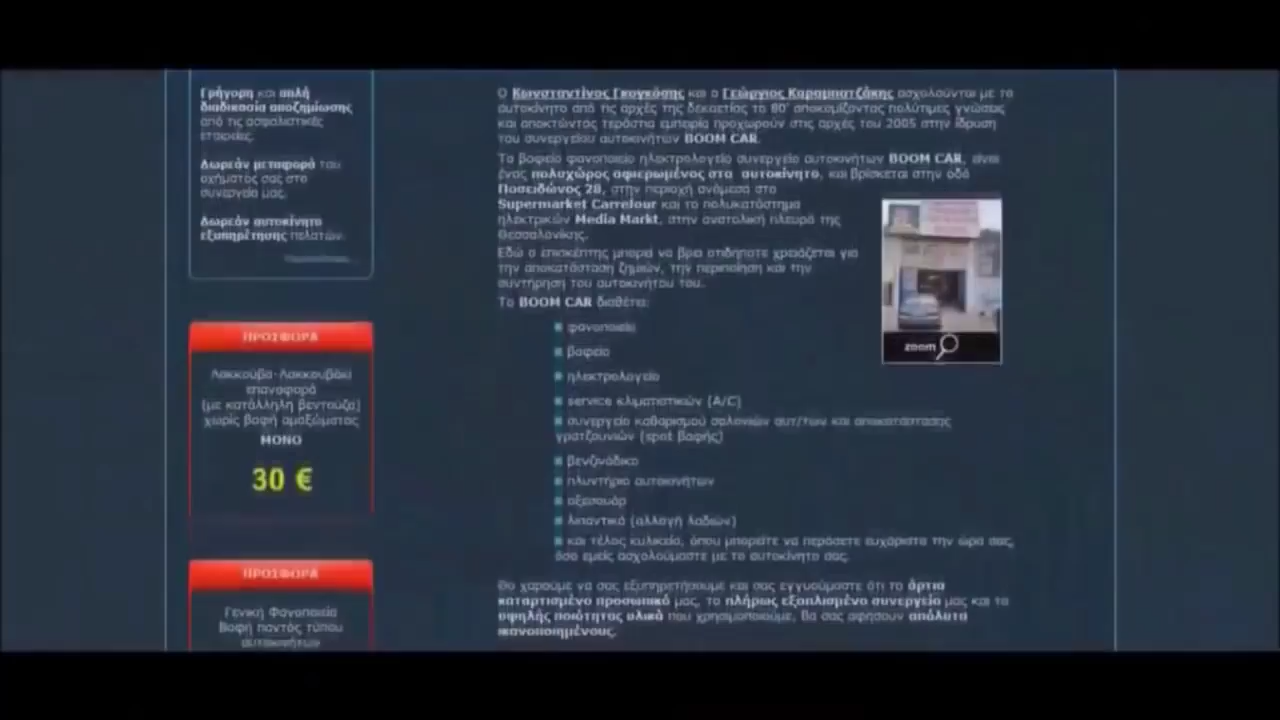 Γρήγορη και απλή
διαδικασία αποζημίωσης
από τις ασφαλιστικές
εταιρείες.
Δωρεάν μεταφορά του
οχήματος σας στο
συνεργείο μας.
Δωρεάν αυτοκίνητο
εξυπηρέτησης πελατών.
ΠΡΟΣΦΟΡΑ
Λακκούβα-Λακκουβάκι
επαναφορά
(με κατάλληλη βεντούζα)
χωρίς βαφή αμαξώματος
ΜΟΝΟ
30 €
ΠΡΟΣΦΟΡΑ
Γενική Φανοποιεία
Βαφή παντός τύπου
αυτοκινήτων
Ο Κωνσταντίνος Γκογκόσης και ο Γεώργιος Καραμπατζάκης ασχολούνται με το
αυτοκίνητο από τις αρχές της δεκαετίας το 80' αποκομίζοντας πολύτιμες γνώσεις
και αποκτώντας τεράστια εμπειρία προχωρούν στις αρχές του 2005 στην ίδρυση
του συνεργείου αυτοκινήτων BOOM CAR.
Το βαφείο φανοποιείο ηλεκτρολογείο συνεργείο αυτοκινήτων BOOM CAR, είναι
ένας πολυχώρος αφιερωμένος στο αυτοκίνητο, και βρίσκεται στην οδό
Ποσειδώνος 28, στην περιοχή ανάμεσα στο
Supermarket Carrefour και το πολυκατάστημα
ηλεκτρικών Media Markt, στην ανατολική πλευρά της
Θεσσαλονίκης.
Εδώ ο επισκέπτης μπορεί να βρει οτιδήποτε χρειάζεται για
την αποκατάσταση ζημιών, την περιποίηση και την
συντήρηση του αυτοκινήτου του.
Το BOOM CAR διαθέτει:
φανοποιείο
βαφείο
ηλεκτρολογείο
service κλιματιστικών (A/C)
συνεργείο καθαρισμού σαλονιών αυτ/των και αποκατάστασης
γρατζουνιών (spot βαφής)
βενζινάδικο
πλυντήριο αυτοκινήτων
αξεσουάρ
λιπαντικά (αλλαγή λαδιών)
και τέλος κυλικείο, όπου μπορείτε να περάσετε ευχάριστα την ώρα σας,
όσο εμείς ασχολούμαστε με το αυτοκίνητο σας.
Θα χαρούμε να σας εξυπηρετήσουμε και σας εγγυούμαστε ότι το άρτια
καταρτισμένο προσωπικό μας, το πλήρως εξοπλισμένο συνεργείο μας και τα
υψηλής ποιότητας υλικά που χρησιμοποιούμε, θα σας αφήσουν απόλυτα
ικανοποιημένους.
zoom